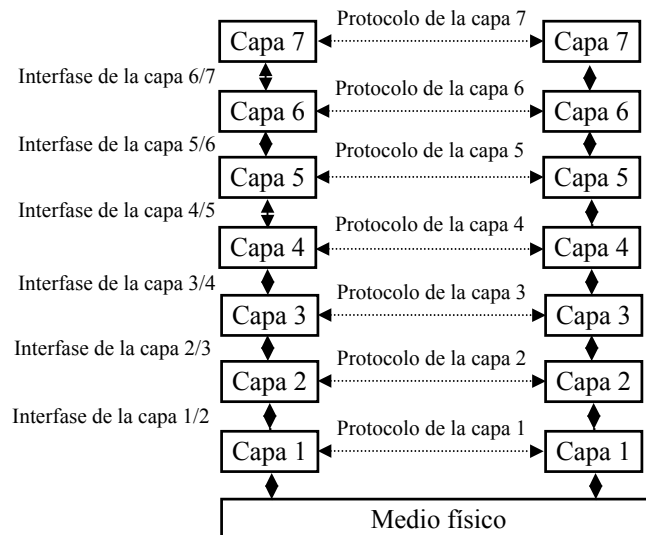 Protocolo de la capa 7
Capa 7
Capa 7
Interfase de la capa 6/7
Protocolo de la capa 6
Capa 6
Capa 6
Interfase de la capa 5/6
Protocolo de la capa 5
Capa 5
Capa 5
Interfase de la capa 4/5
Protocolo de la capa 4
Capa 4
Capa 4
Interfase de la capa 3/4
Protocolo de la capa 3
Capa 3
Capa 3
Interfase de la capa 2/3
Protocolo de la capa 2
Capa 2
Capa 2
Interfase de la capa 1/2
Protocolo de la capa 1
Capa 1
Capa 1
Medio físico